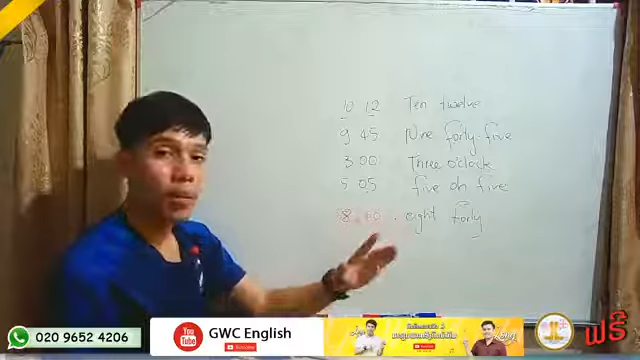 10 12 Ten twelve
9 45 Nine forty-five
3 00 Three o'clock
5 05 five oh five
8 40 eight forty
020 9652 4206
You Tube
GWC English
ຟຣີ